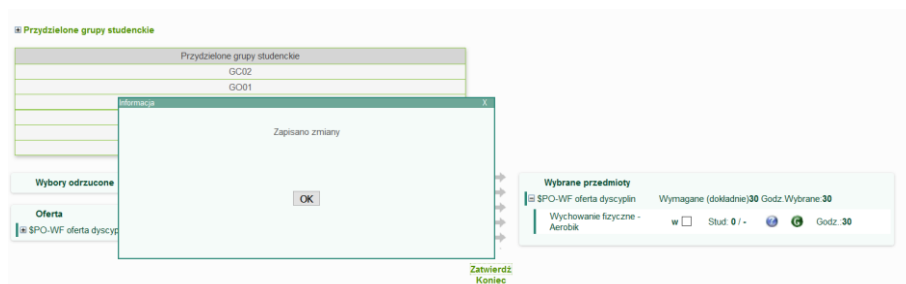 Przydzielone grupy studenckie
Przydzielone grupy studenckie
GC02
GO01
Informacja X
Zapisano zmiany
OK
Wybory odrzucone
Oferta
$PO-WF oferta dyscyp
Wybrane przedmioty
$PO-WF oferta dyscyplin Wymagane (dokładnie)30 Godz.Wybrane:30
Wychowanie fizyczne -
Aerobik
w Stud: 0 / - Z G Godz.:30
Zatwierdź
Koniec